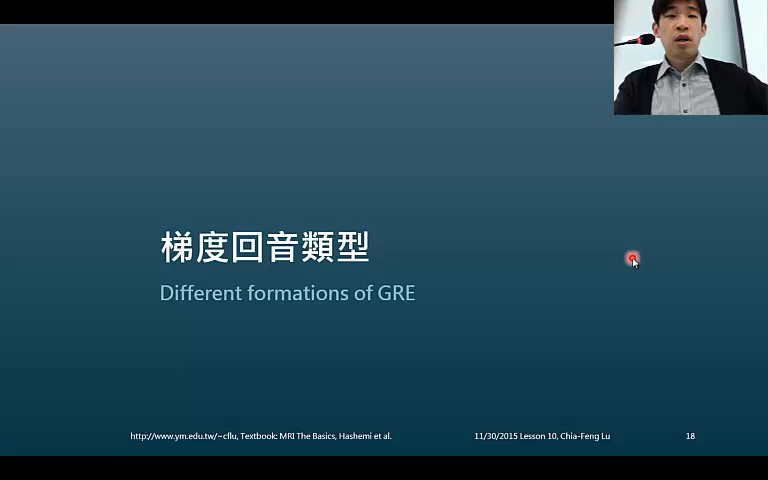 梯度回音類型
Different formations of GRE
http://www.ym.edu.tw/~cflu, Textbook: MRI The Basics, Hashemi et al.
11/30/2015 Lesson 10, Chia-Feng Lu
18